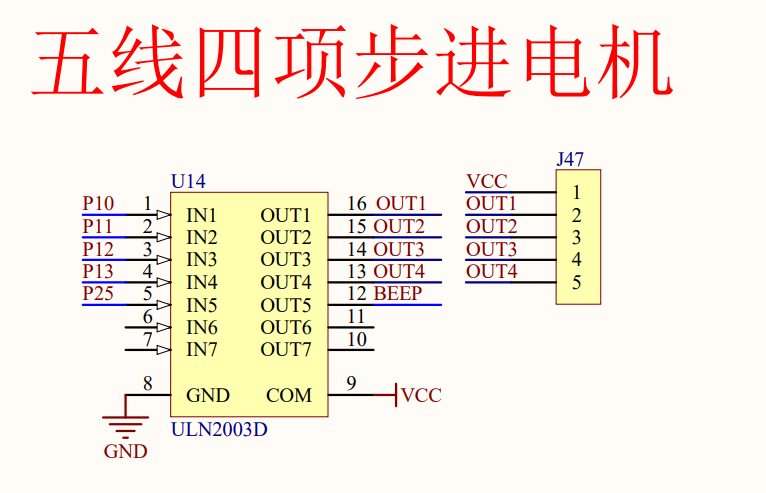 五线四项步进电机
U14
P10 1 IN1 OUT1 16 OUT1
P11 2 IN2 OUT2 15 OUT2
P12 3 IN3 OUT3 14 OUT3
P13 4 IN4 OUT4 13 OUT4
P25 5 IN5 OUT5 12 BEEP
6 IN6 OUT6 11
7 IN7 OUT7 10
8 GND COM 9 VCC
GND
ULN2003D
J47
VCC 1
OUT1 2
OUT2 3
OUT3 4
OUT4 5